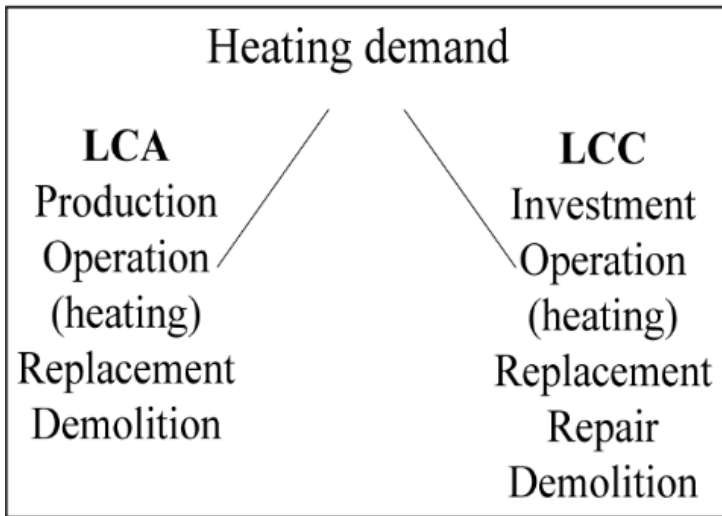 Heating demand
LCA
Production
Operation
(heating)
Replacement
Demolition
LCC
Investment
Operation
(heating)
Replacement
Repair
Demolition